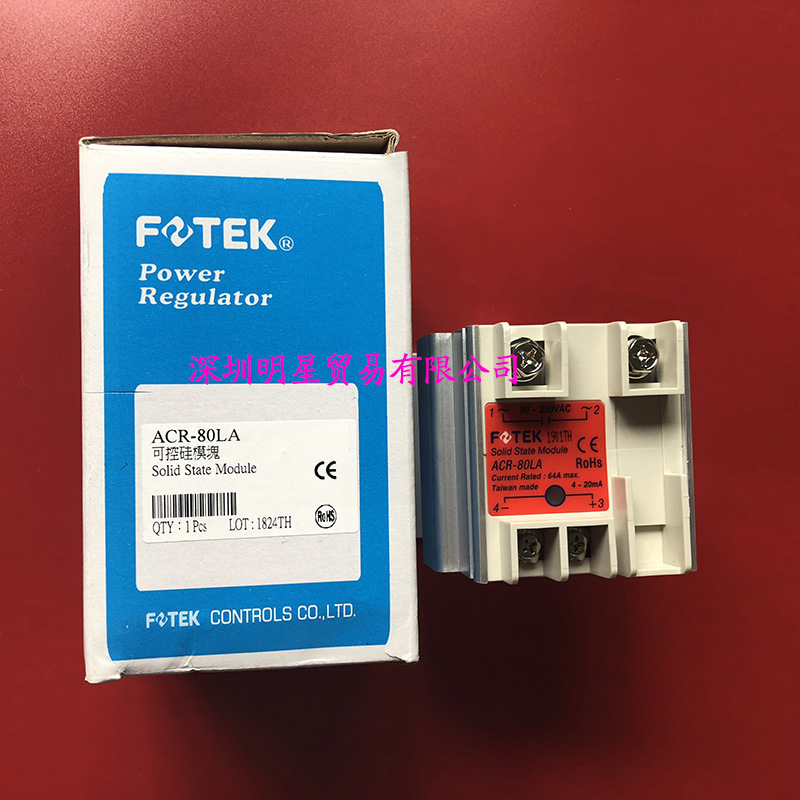 FOTEK®
Power
Regulator
深圳明星贸易有限公司
ACR-80LA
可控硅模塊
Solid State Module
CE
QTY：1 Pcs LOT: 1824TH
RoHS
FOTEK CONTROLS CO.,LTD.
1 ~ 90 - 256VAC ~ 2
FOTEK 1901TH
Solid State Module CE
ACR-80LA RoHs
Current Rated : 64A max.
Taiwan made 4 ~ 20mA
4 - + 3